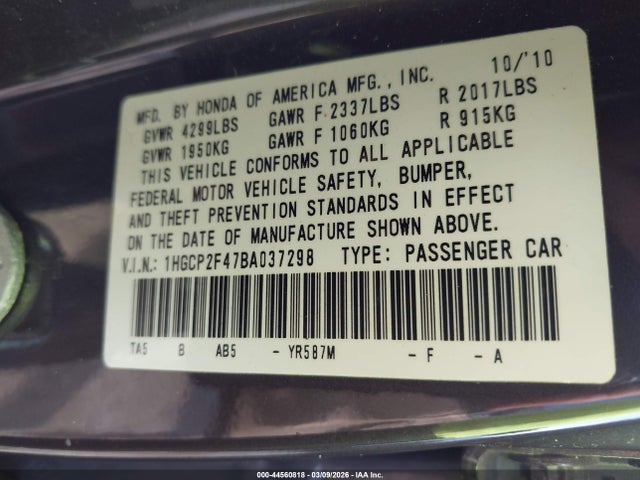 10/'10
MFD. BY HONDA OF AMERICA MFG., INC.
GVWR 4299LBS GAWR F 2337LBS R 2017LBS
GVWR 1950KG GAWR F 1060KG R 915KG
THIS VEHICLE CONFORMS TO ALL APPLICABLE
FEDERAL MOTOR VEHICLE SAFETY, BUMPER,
AND THEFT PREVENTION STANDARDS IN EFFECT
ON THE DATE OF MANUFACTURE SHOWN ABOVE.
V.I.N.: 1HGCP2F47BA037298 TYPE: PASSENGER CAR
TA5 B AB5 - YR587M - F - A
000-44560818 | 03/09/2026 | IAA Inc.